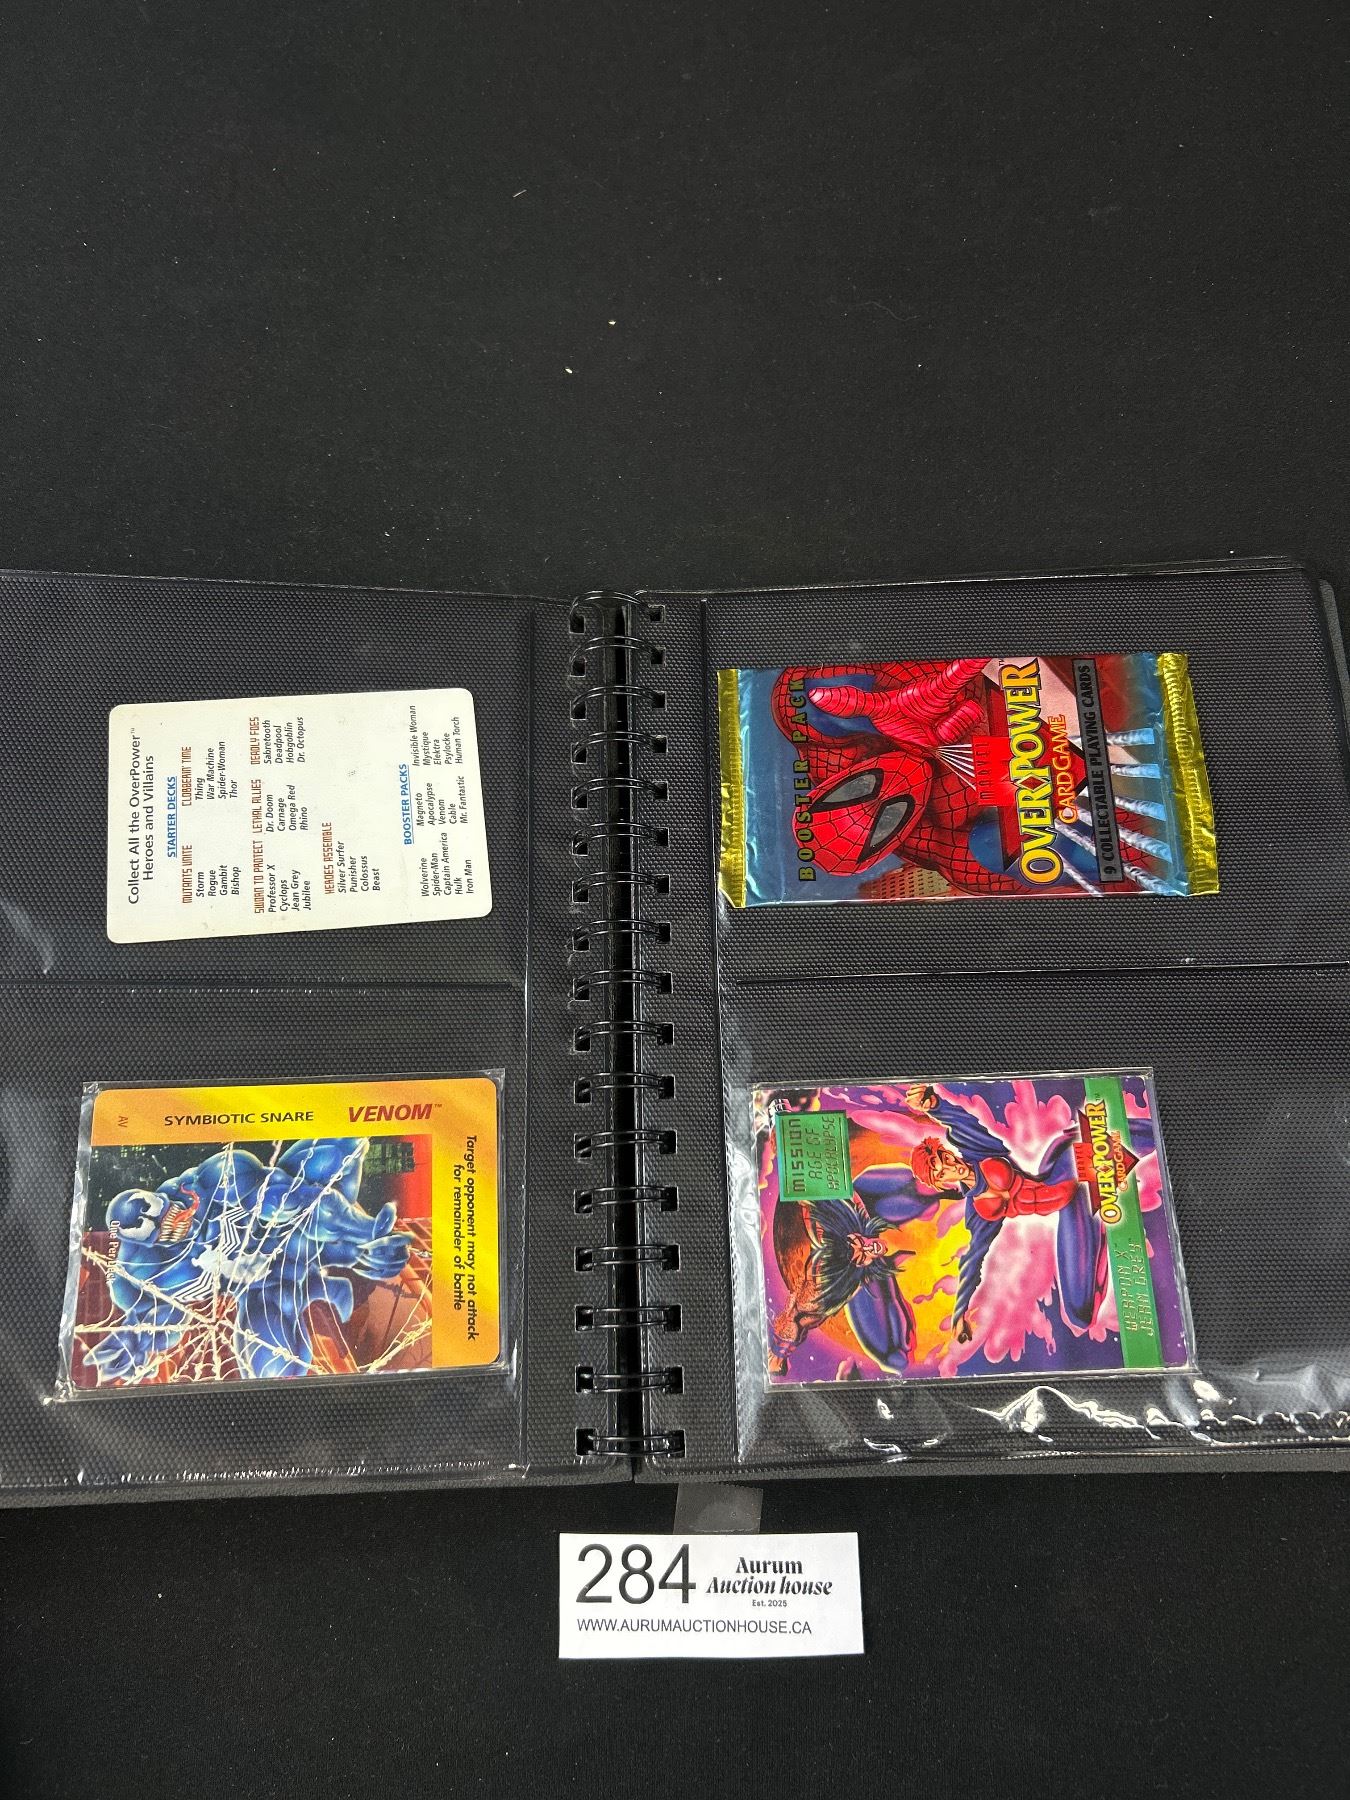 Collect All the OverPower™
Heroes and Villains
STARTER DECKS
MUTANTS UNITE
Storm
Rogue
Gambit
Bishop
CLOBBERIN' TIME
Thing
War Machine
Spider-Woman
Thor
SWORN TO PROTECT
Professor X
Cyclops
Jean Grey
Jubilee
LETHAL ALLIES
Dr. Doom
Carnage
Omega Red
Rhino
DEADLY FOES
Sabretooth
Deadpool
Hobgoblin
Dr. Octopus
HEROES ASSEMBLE
Silver Surfer
Punisher
Colossus
Beast
BOOSTER PACKS
Wolverine
Spider-Man
Captain America
Hulk
Iron Man
Magneto
Apocalypse
Venom
Cable
Mr. Fantastic
Invisible Woman
Mystique
Elektra
Psylocke
Human Torch
BOOSTER PACK
MARVEL
OVERPOWER™
CARD GAME
9 COLLECTABLE PLAYING CARDS
AV
SYMBIOTIC SNARE
VENOM™
One Per Deck
Target opponent may not attack
for remainder of battle
MISSION
AGE OF
APOCALYPSE
MARVEL
OVERPOWER™
CARD GAME
WEAPON X
JEAN GREY
284
Aurum
Auction house
Est. 2025
WWW.AURUMAUCTIONHOUSE.CA